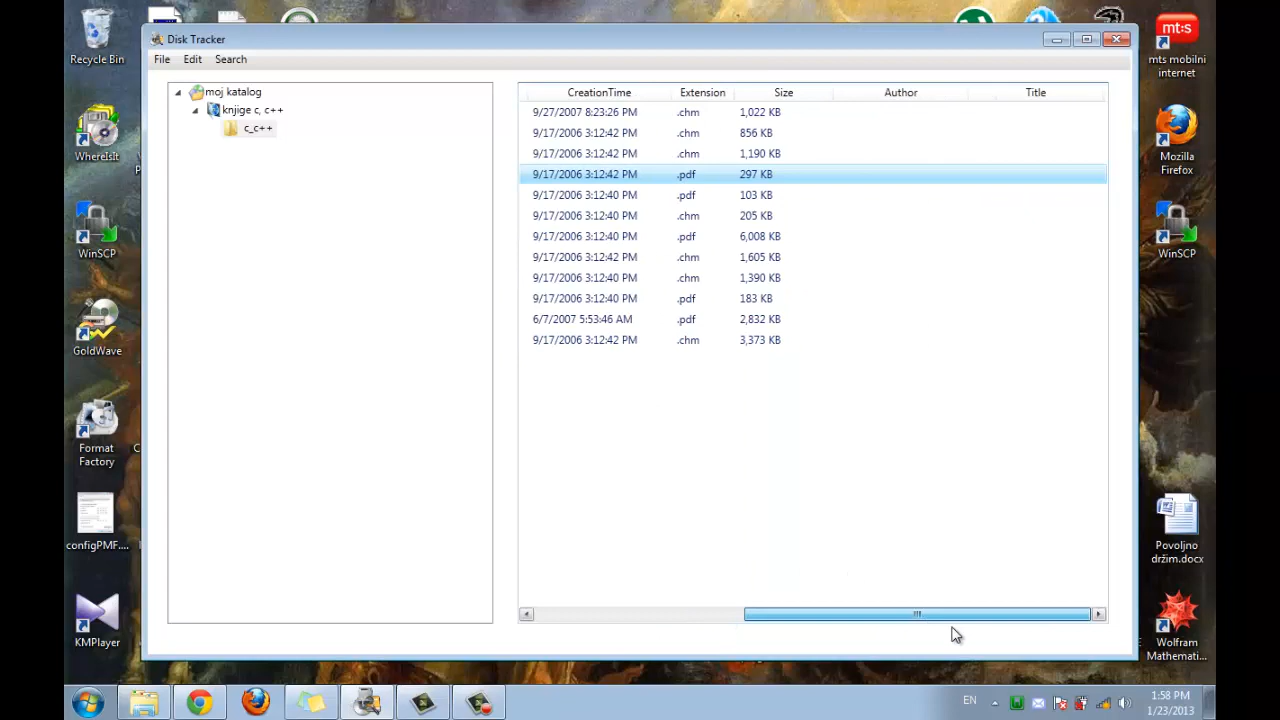 Recycle Bin
WhereIsIt
WinSCP
GoldWave
Format
Factory
configPMF....
KMPlayer
Disk Tracker
File Edit Search
moj katalog
knjige c, c++
c_c++
CreationTime Extension Size Author Title
9/27/2007 8:23:26 PM .chm 1,022 KB
9/17/2006 3:12:42 PM .chm 856 KB
9/17/2006 3:12:42 PM .chm 1,190 KB
9/17/2006 3:12:42 PM .pdf 297 KB
9/17/2006 3:12:40 PM .pdf 103 KB
9/17/2006 3:12:40 PM .chm 205 KB
9/17/2006 3:12:40 PM .pdf 6,008 KB
9/17/2006 3:12:42 PM .chm 1,605 KB
9/17/2006 3:12:40 PM .chm 1,390 KB
9/17/2006 3:12:40 PM .pdf 183 KB
6/7/2007 5:53:46 AM .pdf 2,832 KB
9/17/2006 3:12:42 PM .chm 3,373 KB
mt:s
mts mobilni
internet
Mozilla
Firefox
WinSCP
Povoljno
držim.docx
Wolfram
Mathemati...
EN
1:58 PM
1/23/2013